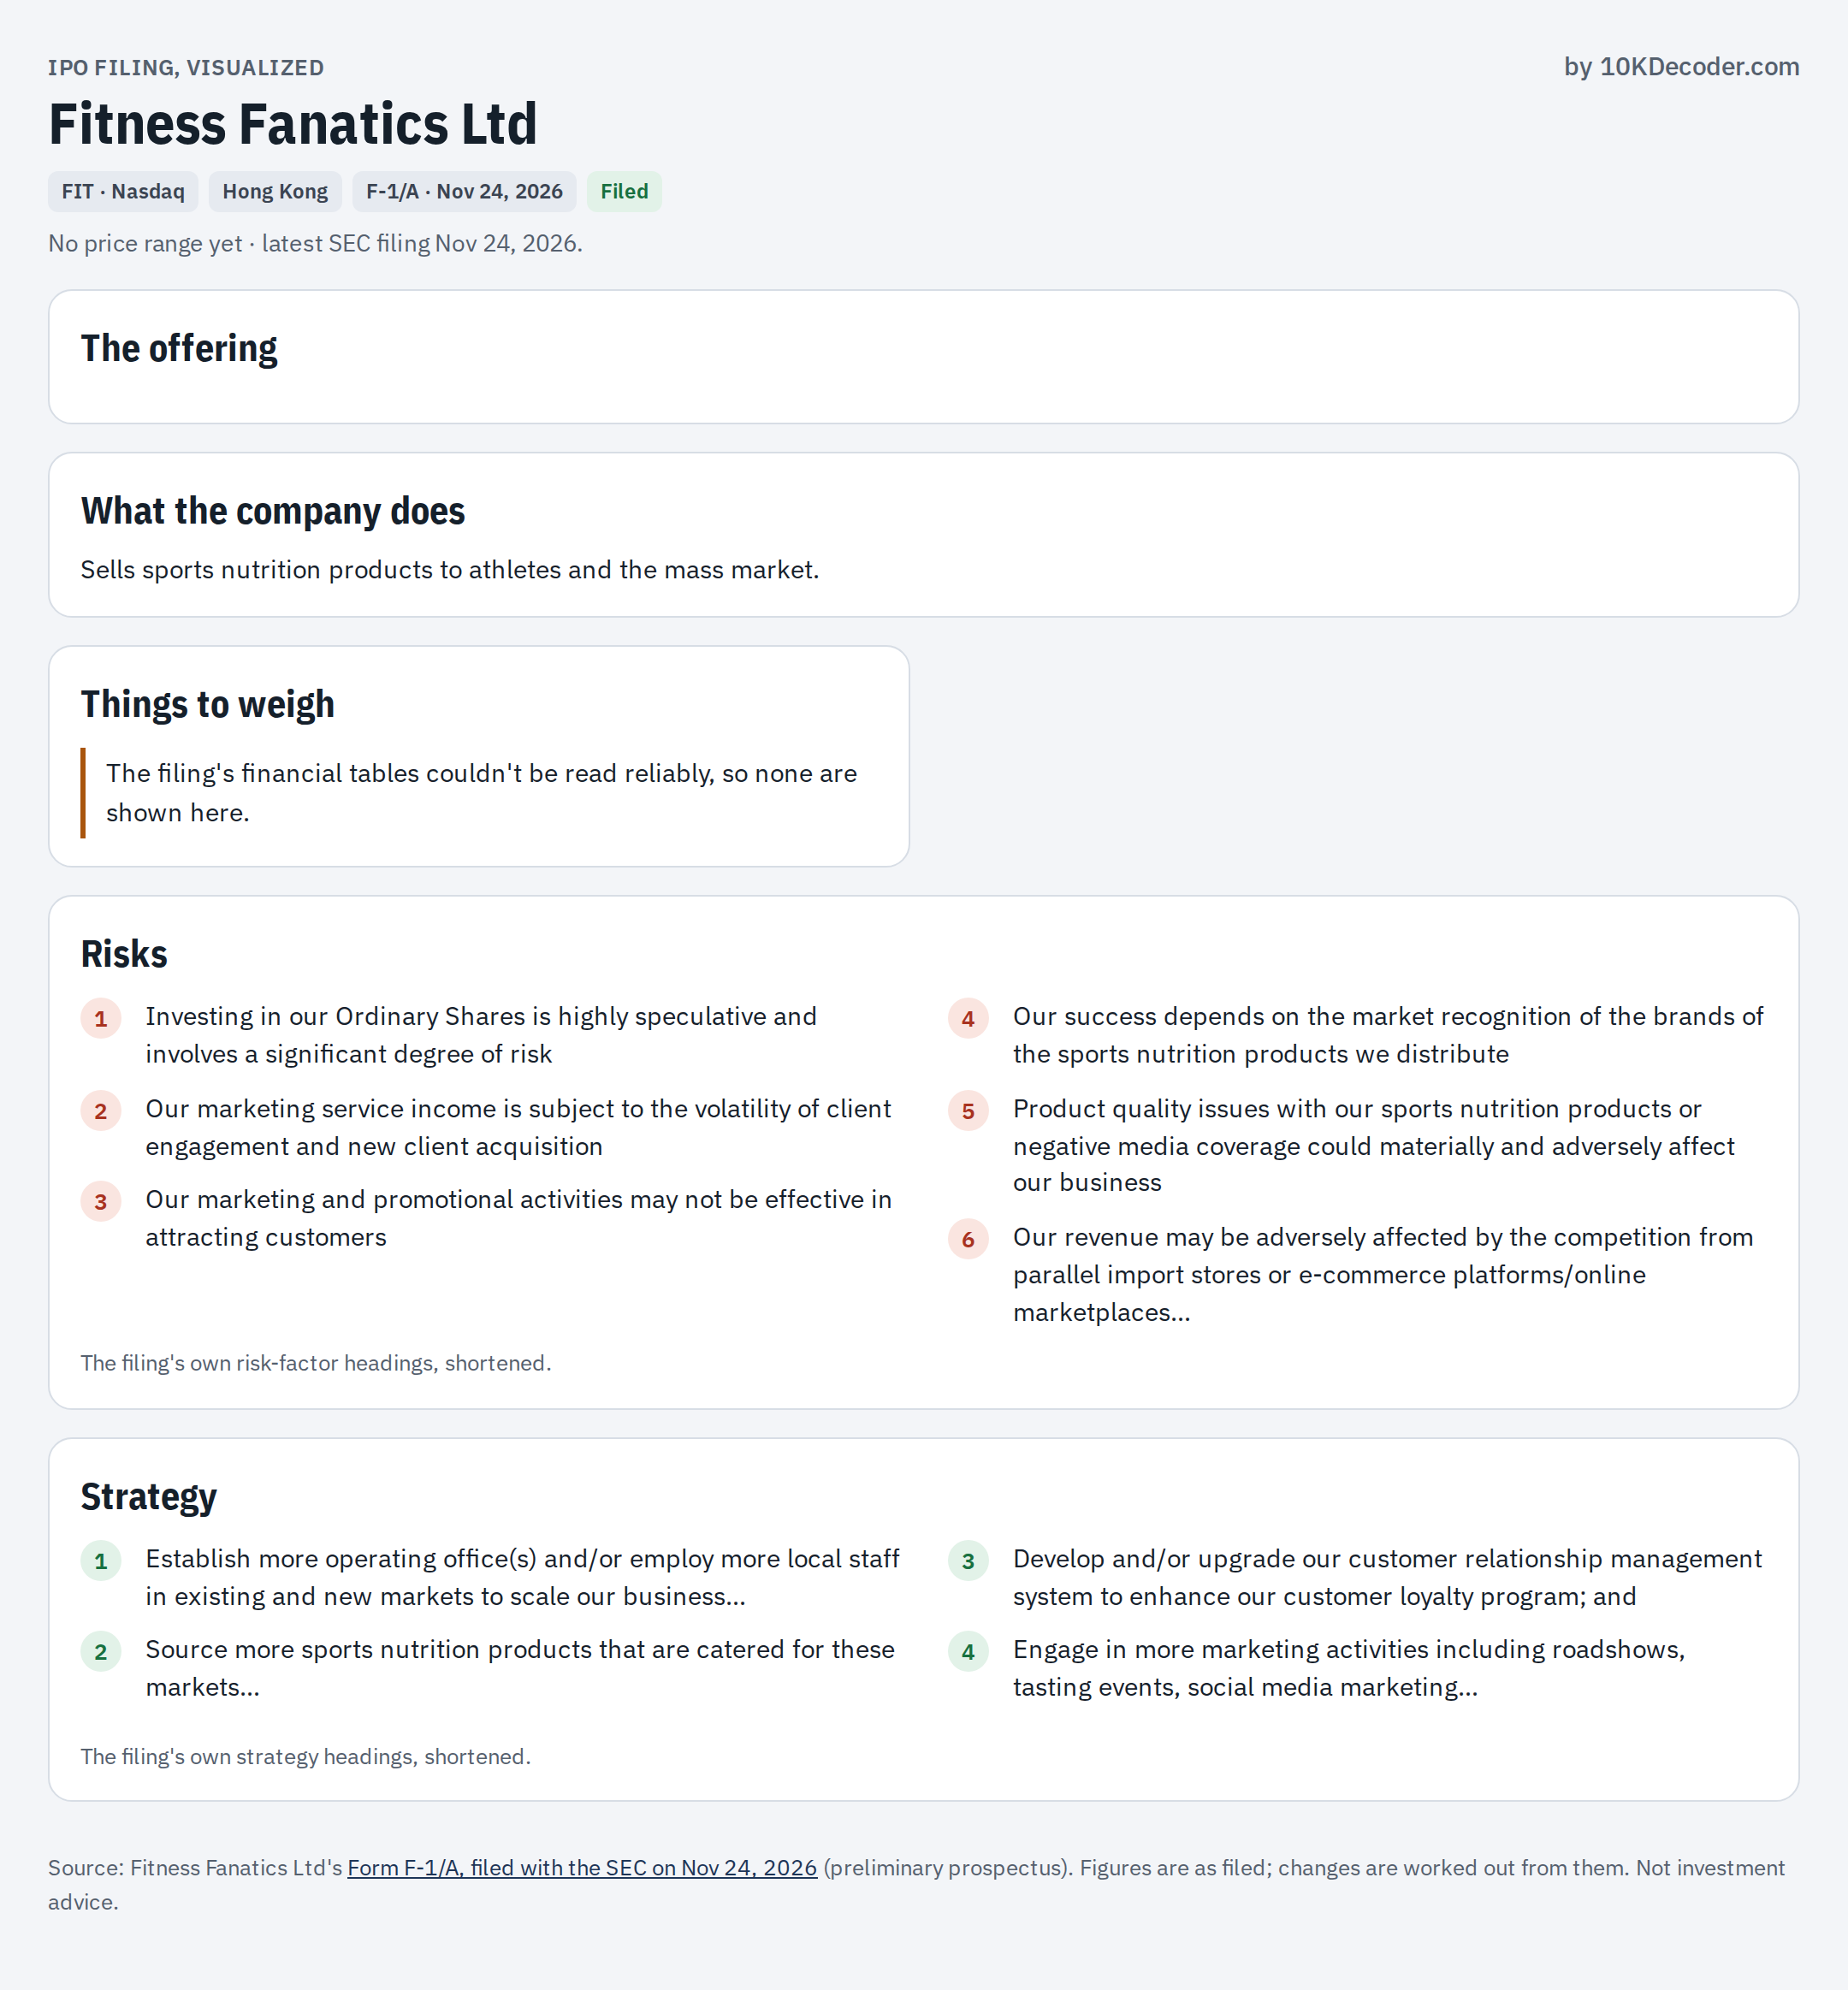 IPO FILING, VISUALIZED
by 10KDecoder.com
Fitness Fanatics Ltd
FIT · Nasdaq
Hong Kong
F-1/A · Nov 24, 2026
Filed
No price range yet · latest SEC filing Nov 24, 2026.
The offering
What the company does
Sells sports nutrition products to athletes and the mass market.
Things to weigh
The filing's financial tables couldn't be read reliably, so none are
shown here.
Risks
1
Investing in our Ordinary Shares is highly speculative and
involves a significant degree of risk
2
Our marketing service income is subject to the volatility of client
engagement and new client acquisition
3
Our marketing and promotional activities may not be effective in
attracting customers
4
Our success depends on the market recognition of the brands of
the sports nutrition products we distribute
5
Product quality issues with our sports nutrition products or
negative media coverage could materially and adversely affect
our business
6
Our revenue may be adversely affected by the competition from
parallel import stores or e-commerce platforms/online
marketplaces...
The filing's own risk-factor headings, shortened.
Strategy
1
Establish more operating office(s) and/or employ more local staff
in existing and new markets to scale our business...
2
Source more sports nutrition products that are catered for these
markets...
3
Develop and/or upgrade our customer relationship management
system to enhance our customer loyalty program; and
4
Engage in more marketing activities including roadshows,
tasting events, social media marketing...
The filing's own strategy headings, shortened.
Source: Fitness Fanatics Ltd's Form F-1/A, filed with the SEC on Nov 24, 2026 (preliminary prospectus). Figures are as filed; changes are worked out from them. Not investment
advice.